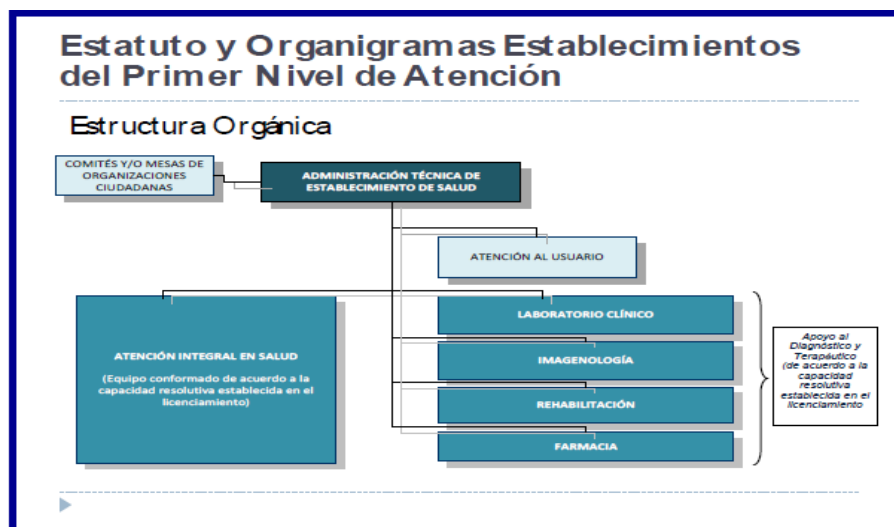 Estatuto y Organigramas Establecimientos
del Primer Nivel de Atención
Estructura Orgánica
COMITÉS Y/O MESAS DE
ORGANIZACIONES
CIUDADANAS
ADMINISTRACIÓN TÉCNICA DE
ESTABLECIMIENTO DE SALUD
ATENCIÓN AL USUARIO
ATENCIÓN INTEGRAL EN SALUD
(Equipo conformado de acuerdo a la
capacidad resolutiva establecida en el
licenciamiento)
LABORATORIO CLÍNICO
IMAGENOLOGÍA
REHABILITACIÓN
FARMACIA
Apoyo al
Diagnóstico y
Terapéutico
(de acuerdo a la
capacidad
resolutiva
establecida en el
licenciamiento